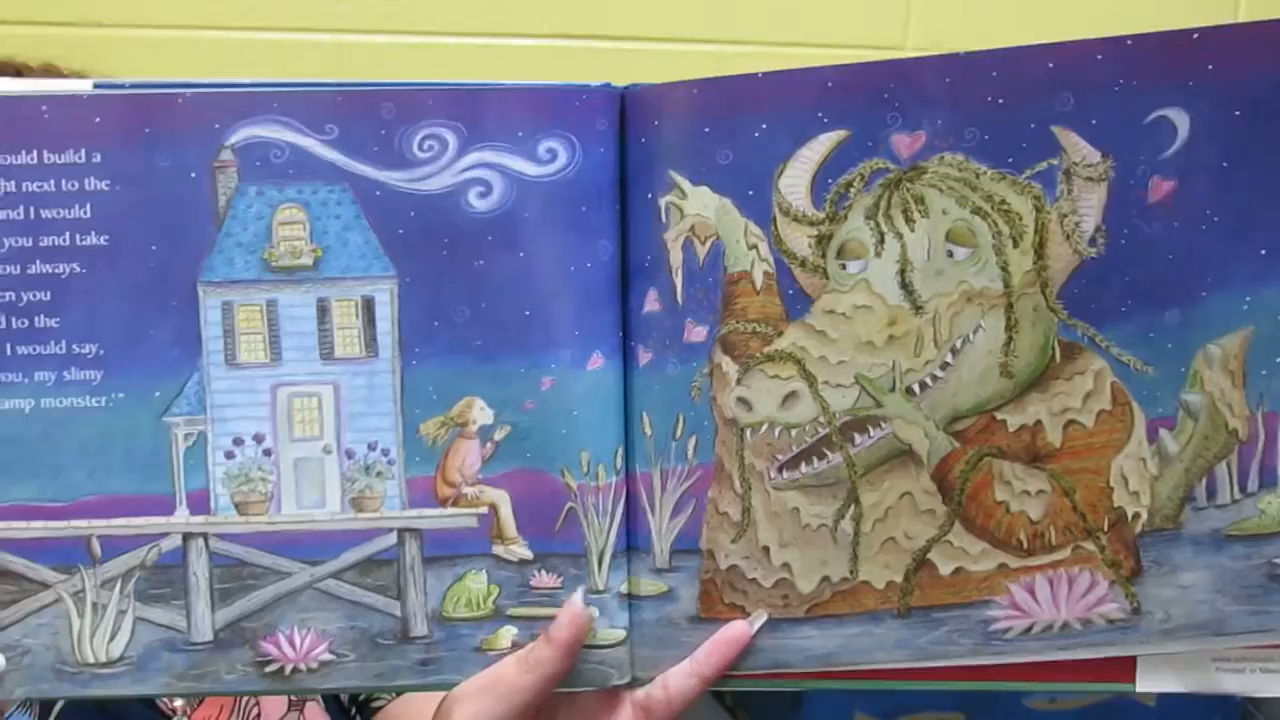 ould build a
ht next to the
nd I would
you and take
ou always.
en you
d to the
I would say,
ou, my slimy
amp monster.'"